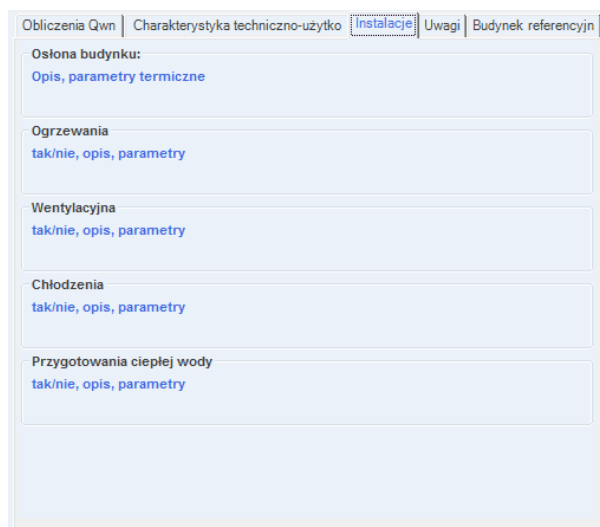 Obliczenia Qwn Charakterystyka techniczno-użytko Instalacje Uwagi Budynek referencyjn
Osłona budynku:
Opis, parametry termiczne
Ogrzewania
tak/nie, opis, parametry
Wentylacyjna
tak/nie, opis, parametry
Chłodzenia
tak/nie, opis, parametry
Przygotowania ciepłej wody
tak/nie, opis, parametry